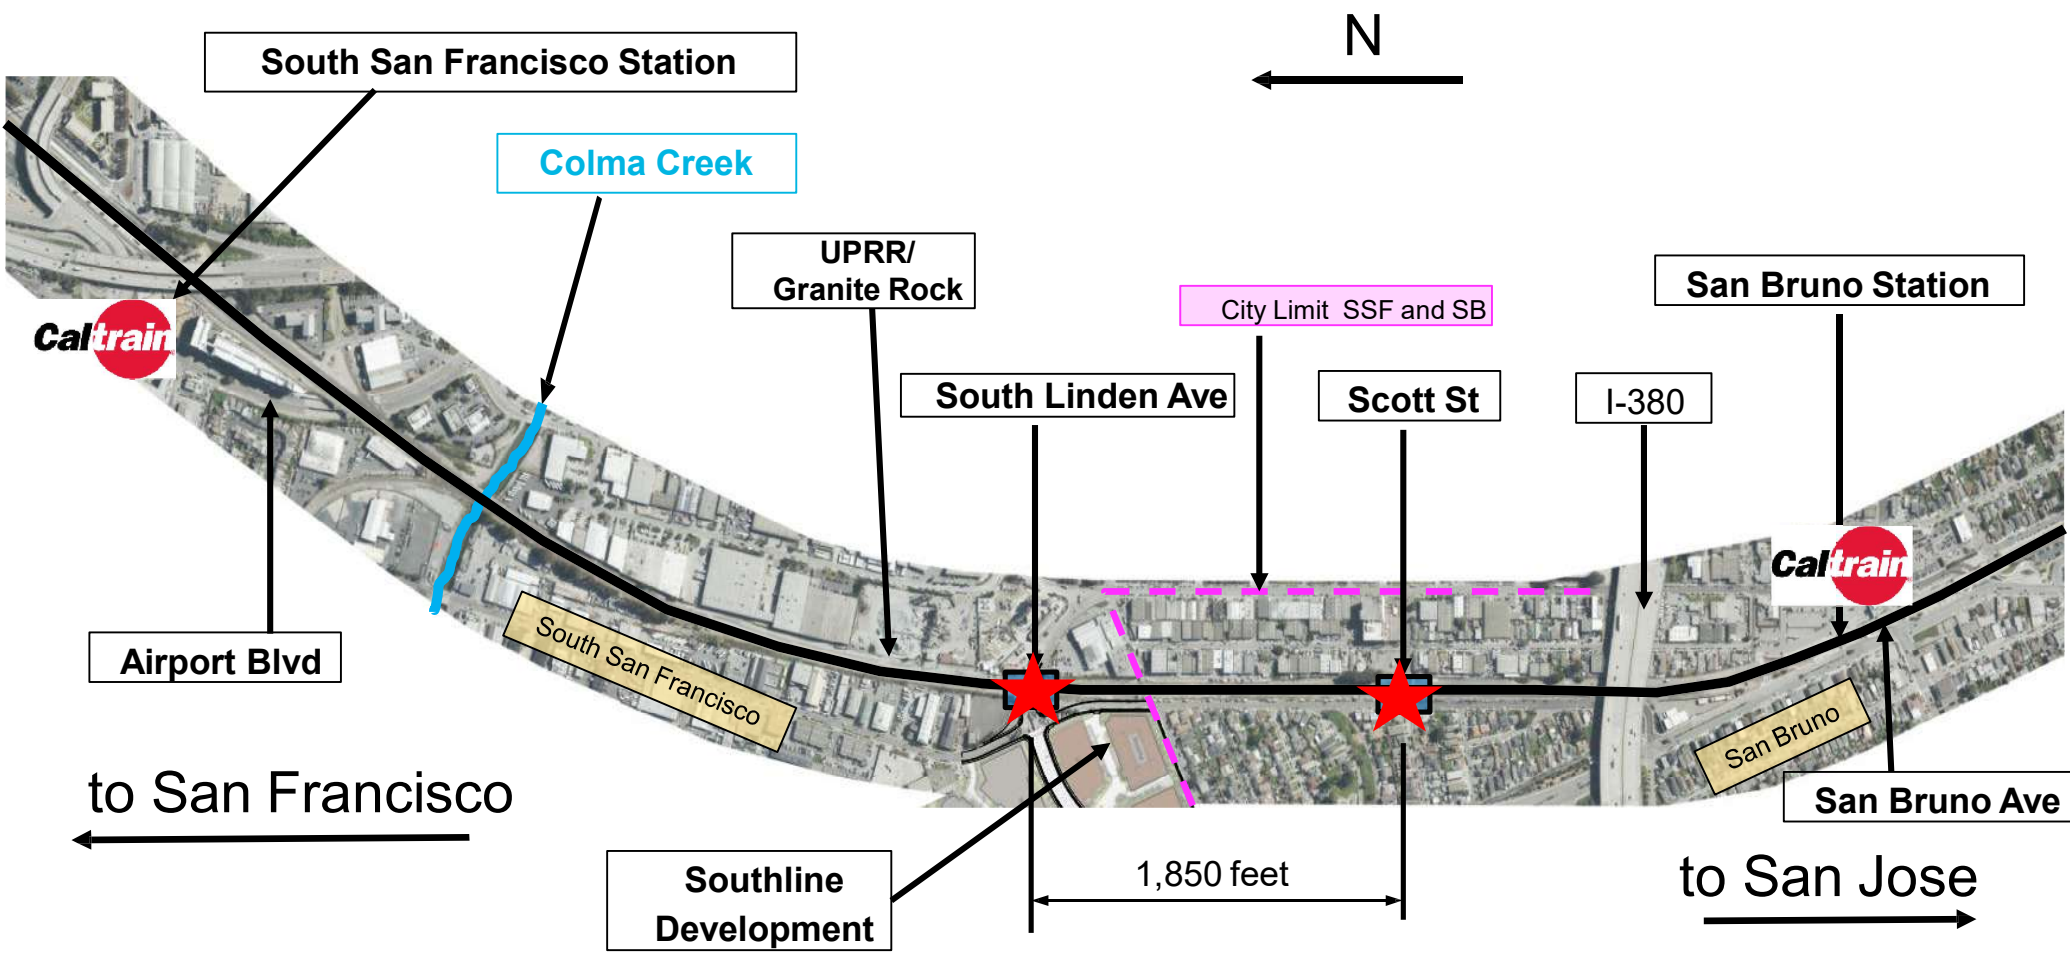 N
South San Francisco Station
Colma Creek
UPRR/
Granite Rock
City Limit SSF and SB
San Bruno Station
South Linden Ave
Scott St
I-380
Caltrain
Caltrain
Airport Blvd
South San Francisco
San Bruno
to San Francisco
San Bruno Ave
Southline
Development
1,850 feet
to San Jose